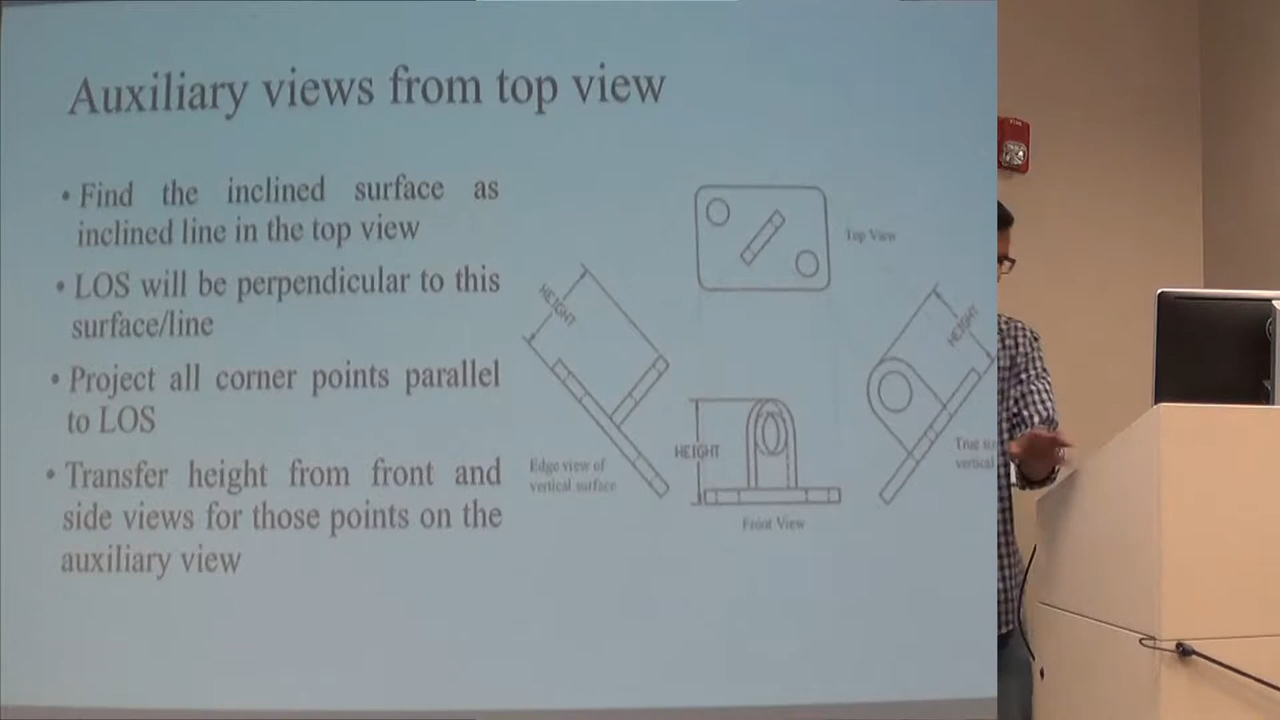 Auxiliary views from top view
• Find the inclined surface as
inclined line in the top view
• LOS will be perpendicular to this
surface/line
• Project all corner points parallel
to LOS
• Transfer height from front and
side views for those points on the
auxiliary view
Top View
HEIGHT
HEIGHT
HEIGHT
Edge view of
vertical surface
True
vertical
Front View
FIRE